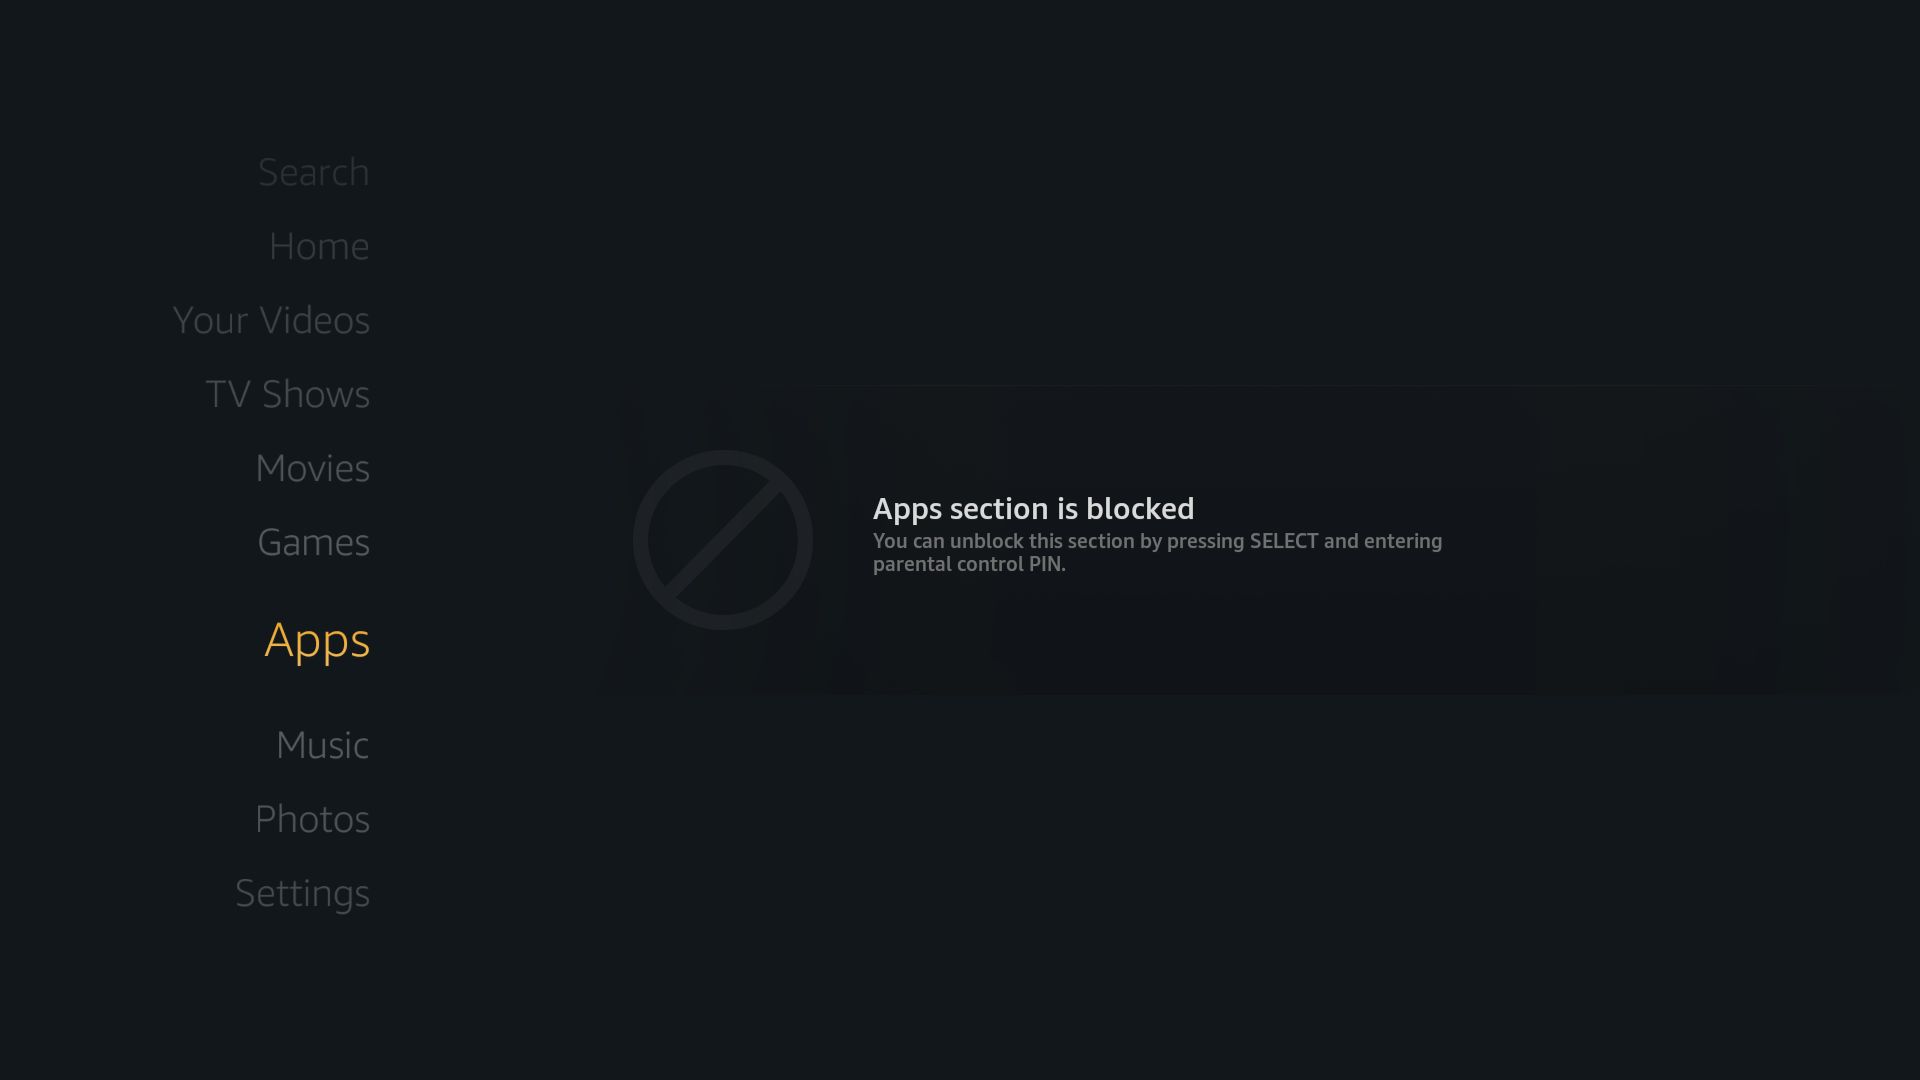 Search
Home
Your Videos
TV Shows
Movies
Games
Apps
Music
Photos
Settings
Apps section is blocked
You can unblock this section by pressing SELECT and entering
parental control PIN.